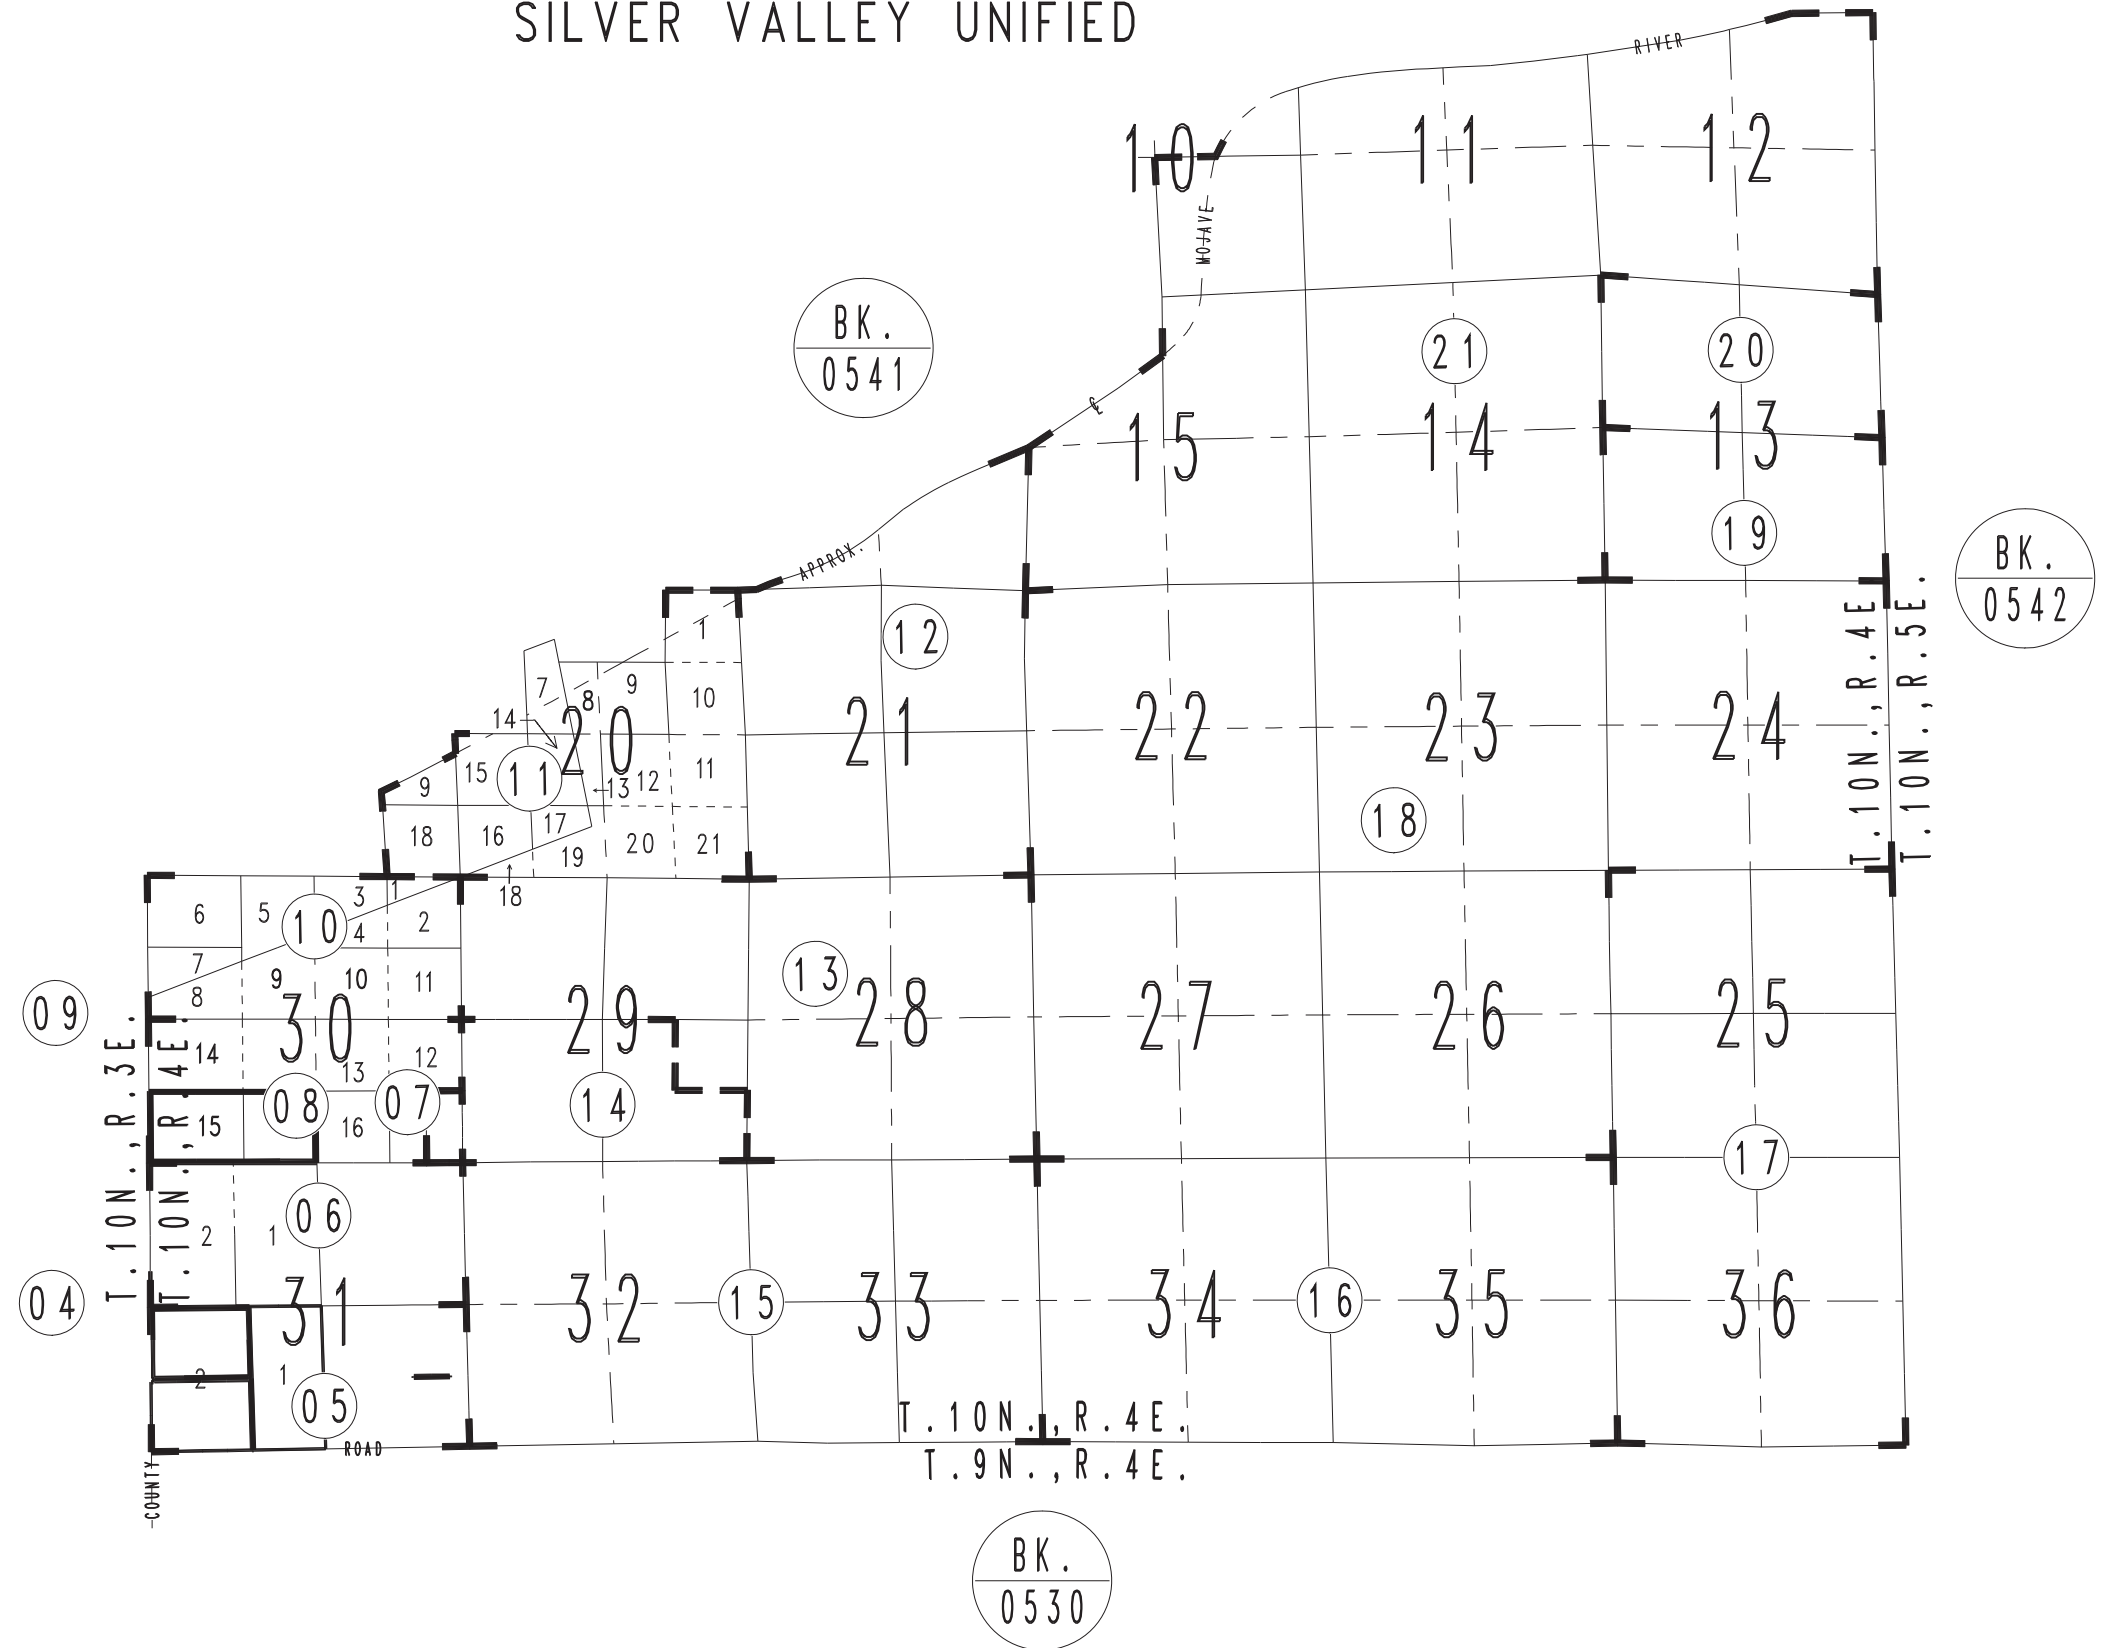 SILVER VALLEY UNIFIED
RIVER
10 11 12
MOJAVE
BK.
0541
21 20
℄
15 14 13
19
BK.
0542
APPROX.
1
12
7 8 9 10
14
20 21 22 23 24
T.10N.,R.4E
T.10N.,R.5E.
9 15 11 13 12 11
18
18 16 17 19 20 21
6 5 3 1
18
10 4 2
7 9 10 11
8
13
09
30 29 28 27 26 25
14 13 12
T.10N.,R.3E.
T.10N.,R.4E.
08 07 14
15 16
17
06
2 1
04
31 32 15 33 34 16 35 36
2 1
05
T.10N.,R.4E.
ROAD
T.9N.,R.4E.
COUNTY
BK.
0530